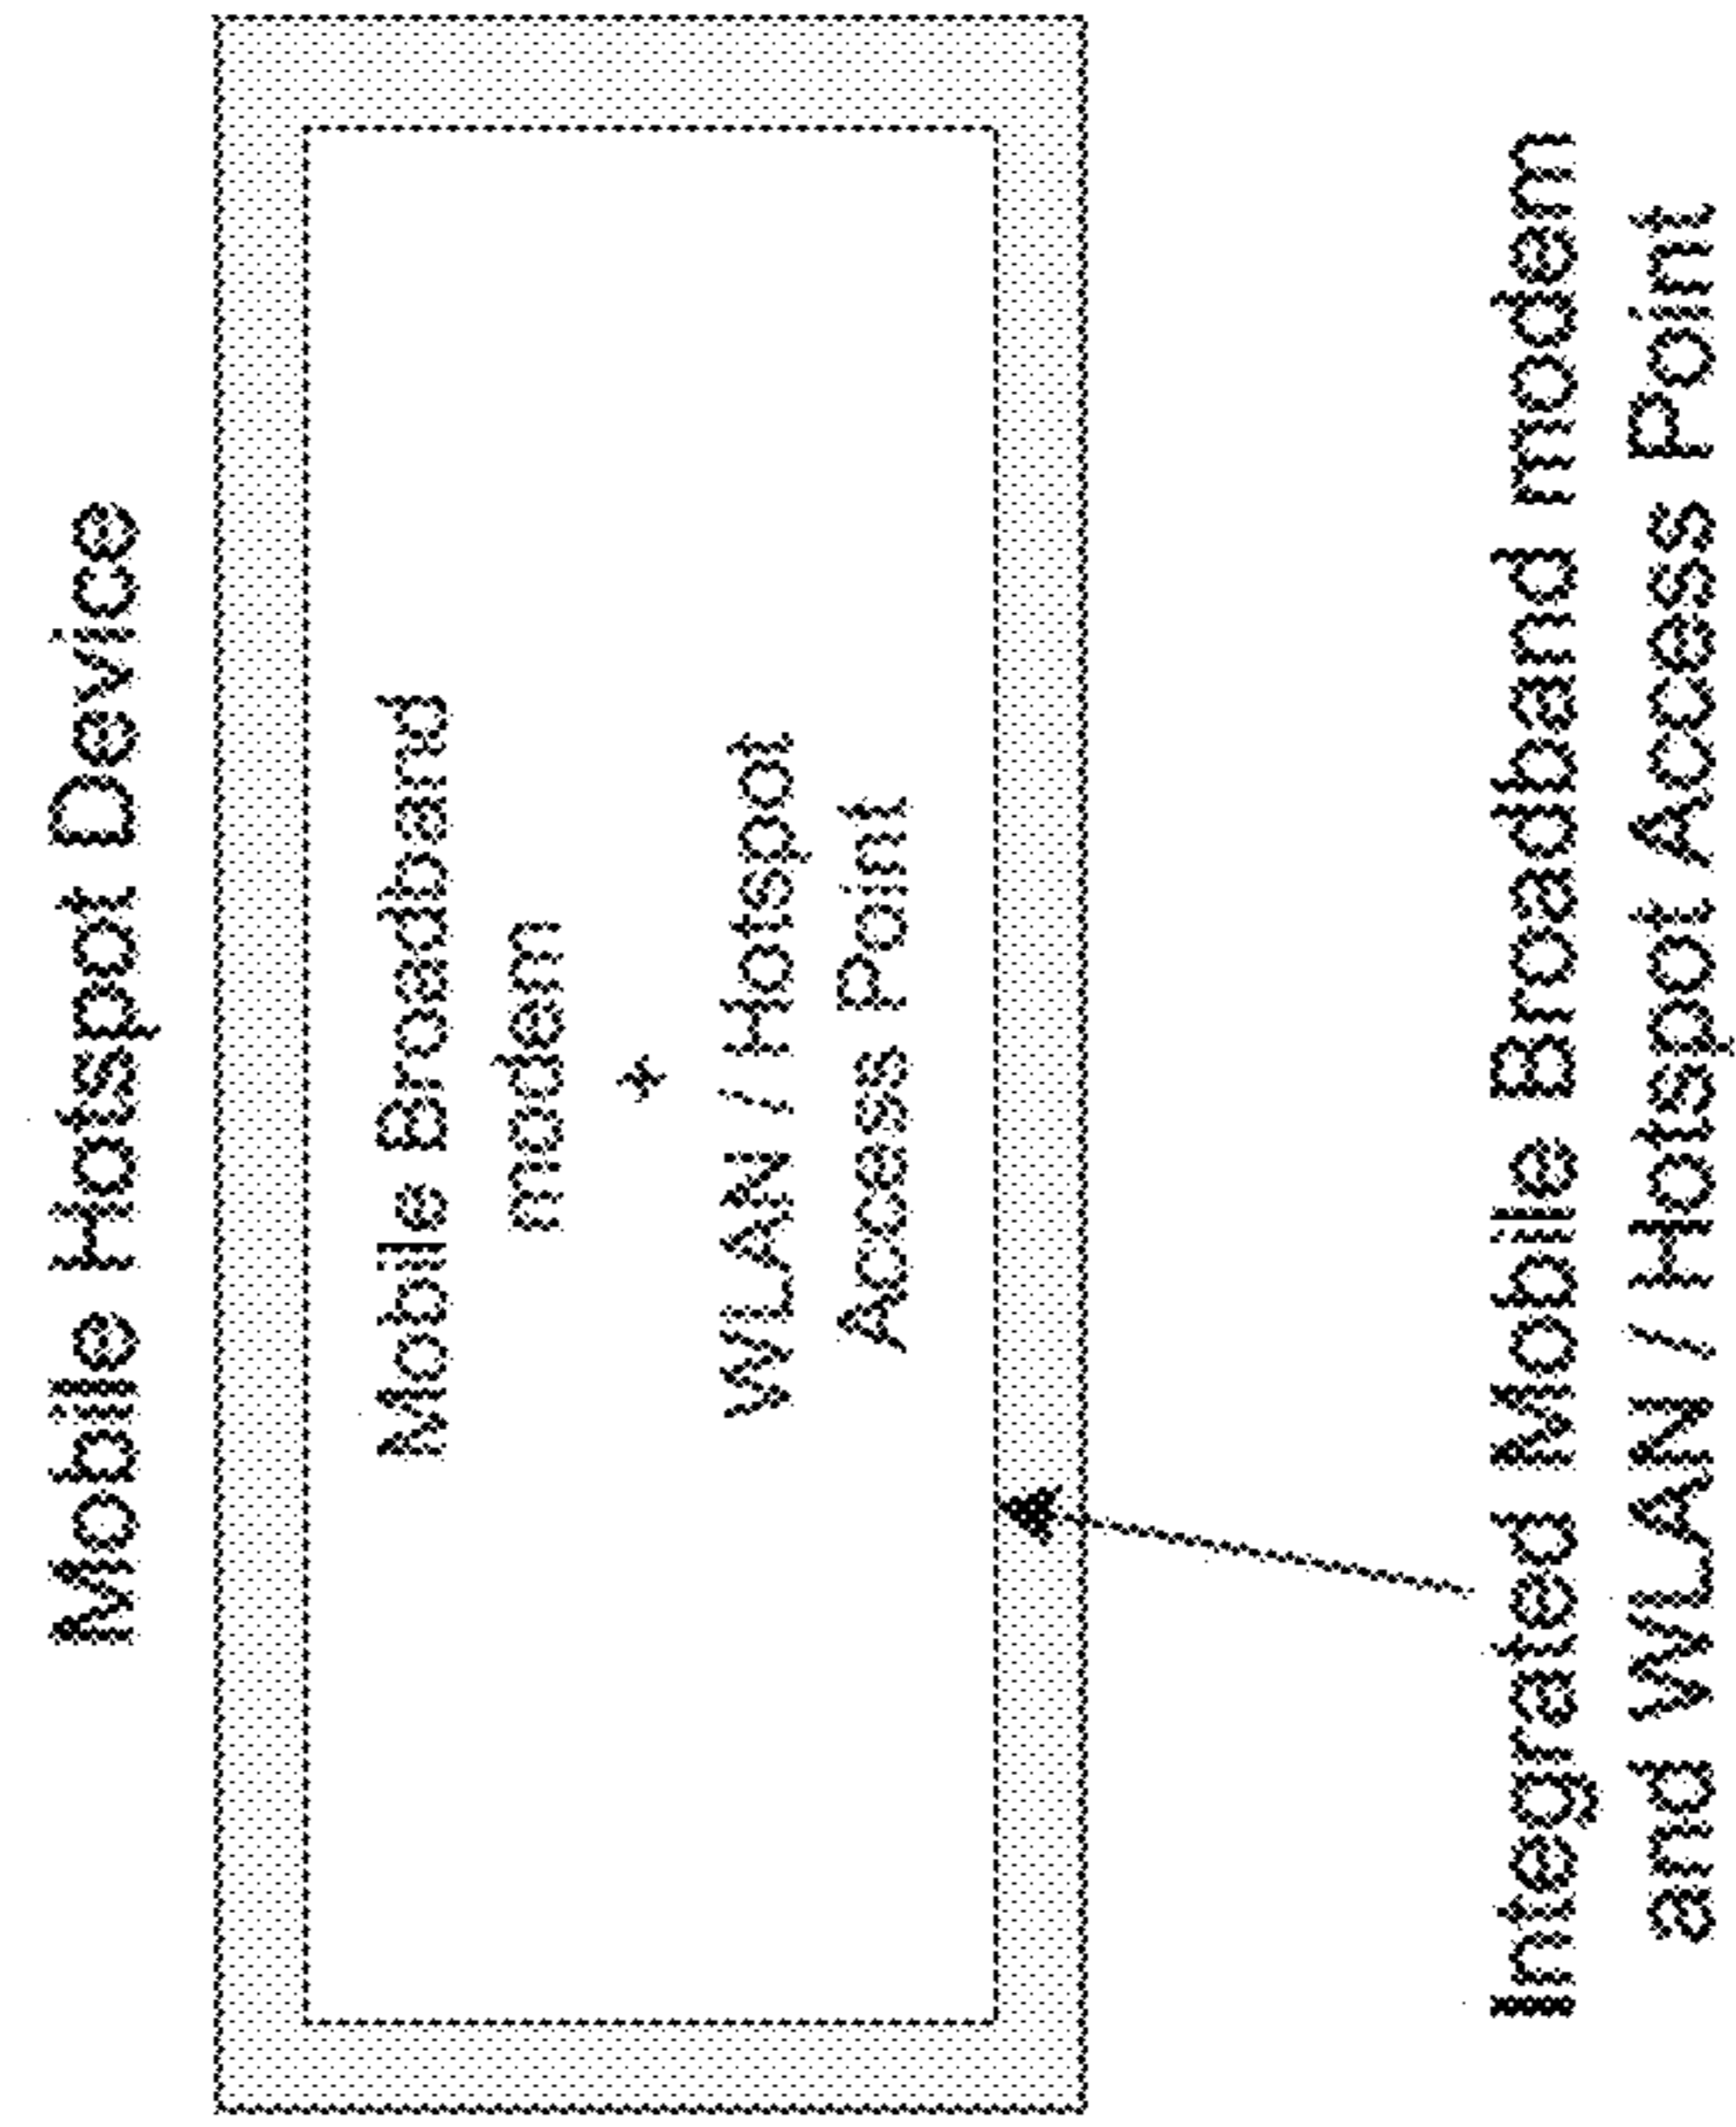 Mobile Hotspot Device
Mobile Broadband
modem
+
WLAN / Hotspot
Access Point
Integrated Mobile Broadband modem
and WLAN / Hotspot Access Point